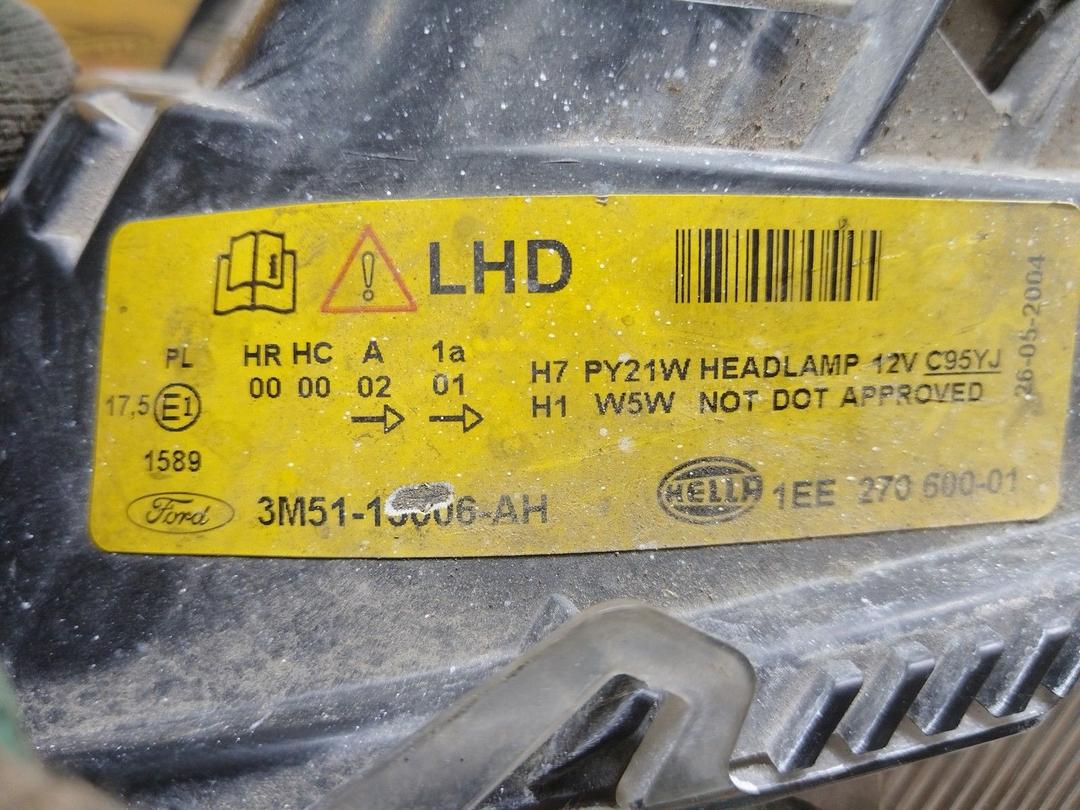 LHD
PL HR HC A 1a
00 00 02 01
17,5 E1
1589
H7 PY21W HEADLAMP 12V C95YJ
H1 W5W NOT DOT APPROVED
26-05-2004
Ford
HELLA 1EE 270 600-01